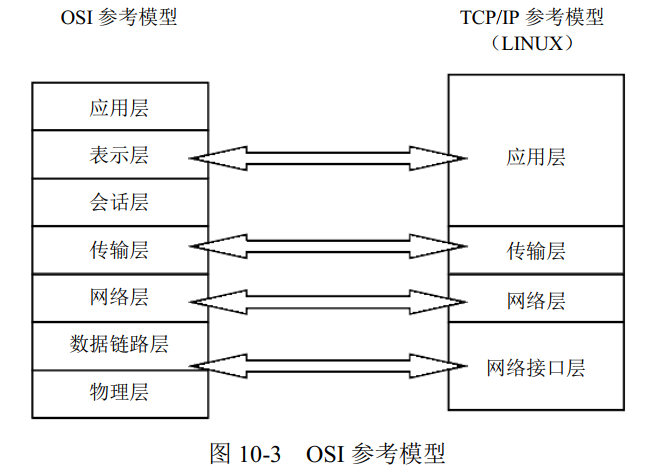 OSI 参考模型
TCP/IP 参考模型
（LINUX）
应用层
表示层
会话层
传输层
网络层
数据链路层
物理层
应用层
传输层
网络层
网络接口层
图 10-3 OSI 参考模型